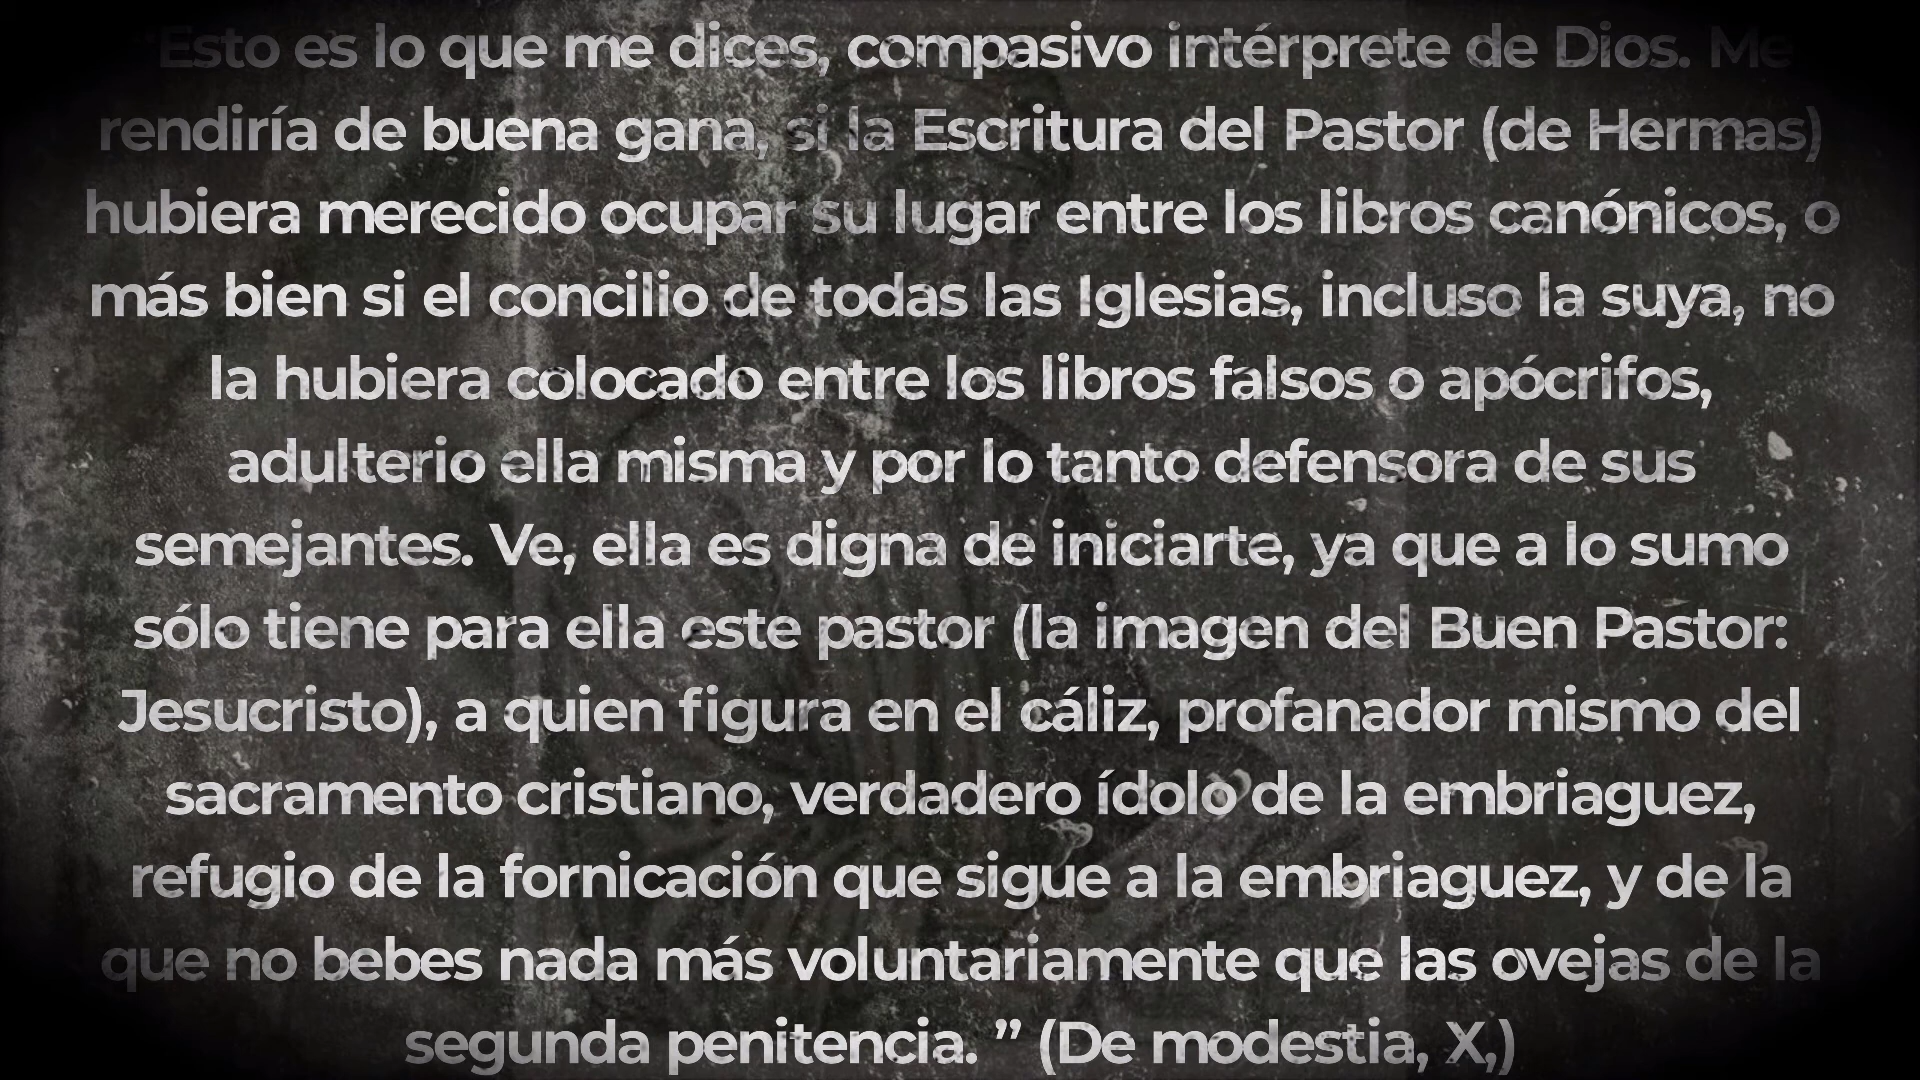 “Esto es lo que me dices, compasivo intérprete de Dios. Me
rendiría de buena gana, si la Escritura del Pastor (de Hermas)
hubiera merecido ocupar su lugar entre los libros canónicos, o
más bien si el concilio de todas las Iglesias, incluso la suya, no
la hubiera colocado entre los libros falsos o apócrifos,
adulterio ella misma y por lo tanto defensora de sus
semejantes. Ve, ella es digna de iniciarte, ya que a lo sumo
sólo tiene para ella este pastor (la imagen del Buen Pastor:
Jesucristo), a quien figura en el cáliz, profanador mismo del
sacramento cristiano, verdadero ídolo de la embriaguez,
refugio de la fornicación que sigue a la embriaguez, y de la
que no bebes nada más voluntariamente que las ovejas de la
segunda penitencia. ” (De modestia, X,)